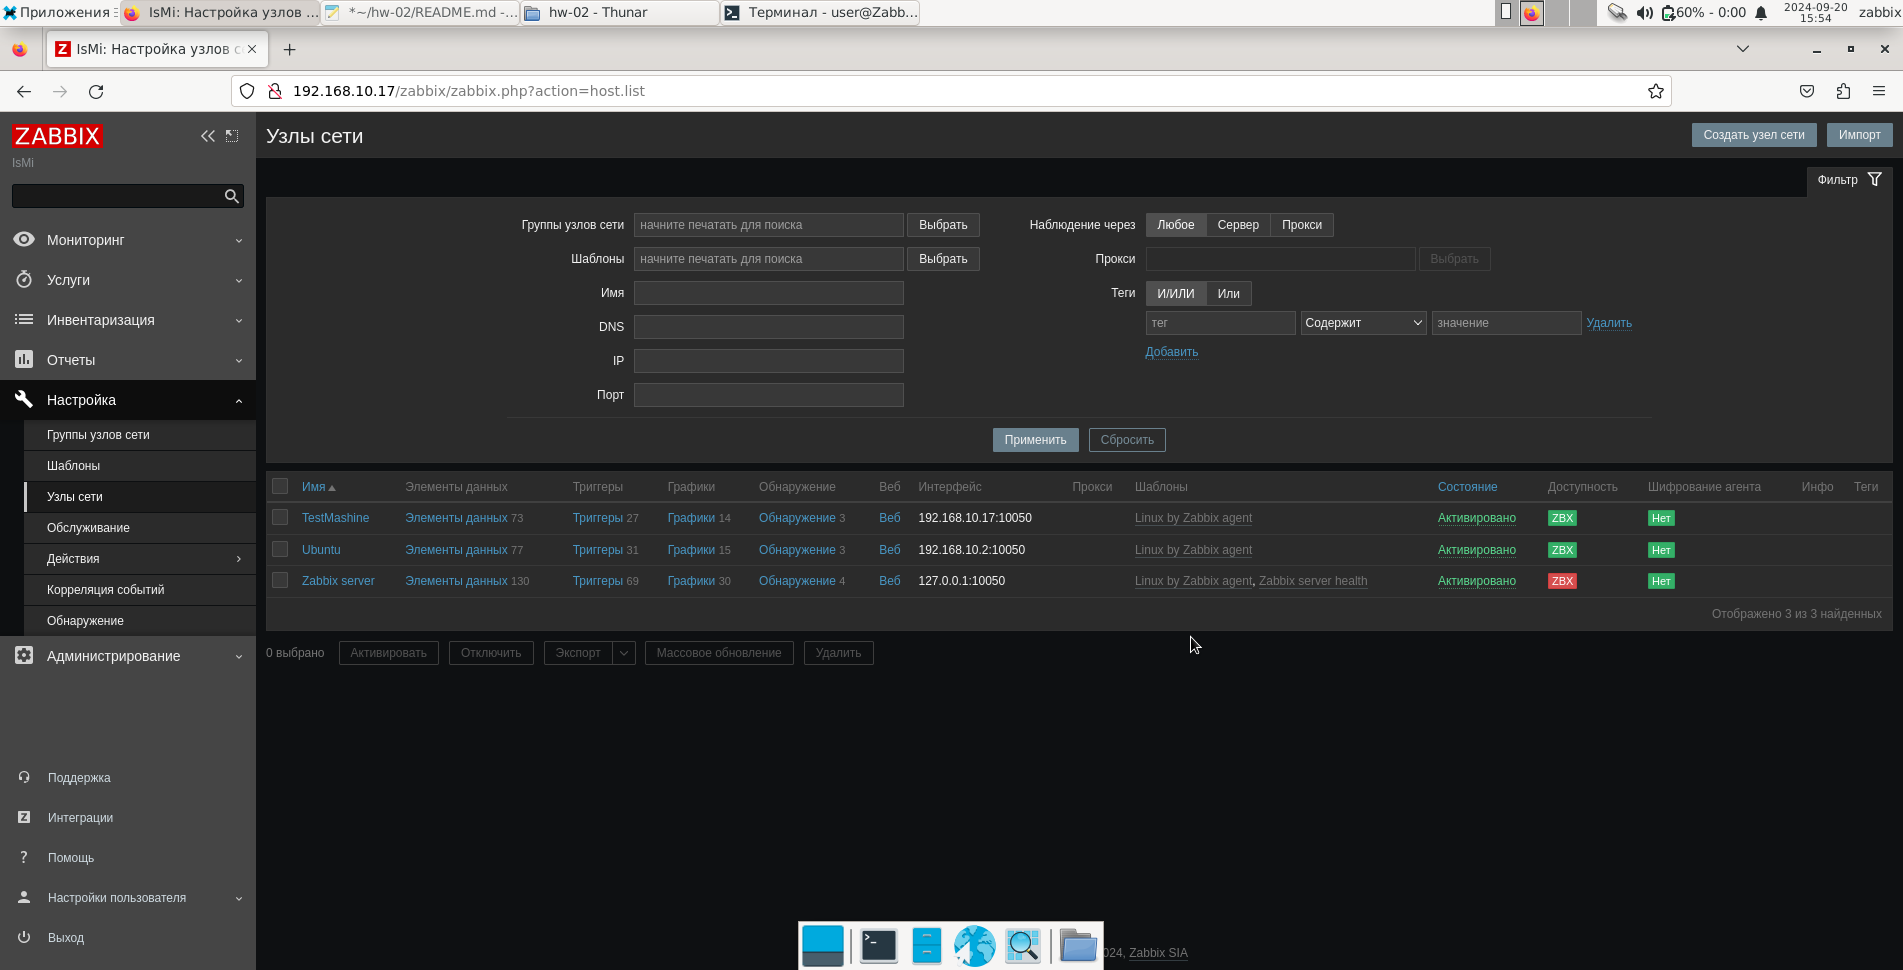 Приложения
IsMi: Настройка узлов ...
*~/hw-02/README.md -...
hw-02 - Thunar
Терминал - user@Zabb...
60% - 0:00
2024-09-20
15:54
zabbix
IsMi: Настройка узлов с
192.168.10.17/zabbix/zabbix.php?action=host.list
ZABBIX
IsMi
Мониторинг
Услуги
Инвентаризация
Отчеты
Настройка
Группы узлов сети
Шаблоны
Узлы сети
Обслуживание
Действия
Корреляция событий
Обнаружение
Администрирование
Поддержка
Интеграции
Помощь
Настройки пользователя
Выход
Узлы сети
Создать узел сети Импорт
Фильтр
Группы узлов сети начните печатать для поиска Выбрать
Шаблоны начните печатать для поиска Выбрать
Имя
DNS
IP
Порт
Наблюдение через Любое Сервер Прокси
Прокси Выбрать
Теги И/ИЛИ Или
тег Содержит значение Удалить
Добавить
Применить Сбросить
Имя Элементы данных Триггеры Графики Обнаружение Веб Интерфейс Прокси Шаблоны Состояние Доступность Шифрование агента Инфо Теги
TestMashine Элементы данных 73 Триггеры 27 Графики 14 Обнаружение 3 Веб 192.168.10.17:10050 Linux by Zabbix agent Активировано ZBX Нет
Ubuntu Элементы данных 77 Триггеры 31 Графики 15 Обнаружение 3 Веб 192.168.10.2:10050 Linux by Zabbix agent Активировано ZBX Нет
Zabbix server Элементы данных 130 Триггеры 69 Графики 30 Обнаружение 4 Веб 127.0.0.1:10050 Linux by Zabbix agent, Zabbix server health Активировано ZBX Нет
Отображено 3 из 3 найденных
0 выбрано Активировать Отключить Экспорт Массовое обновление Удалить
024, Zabbix SIA